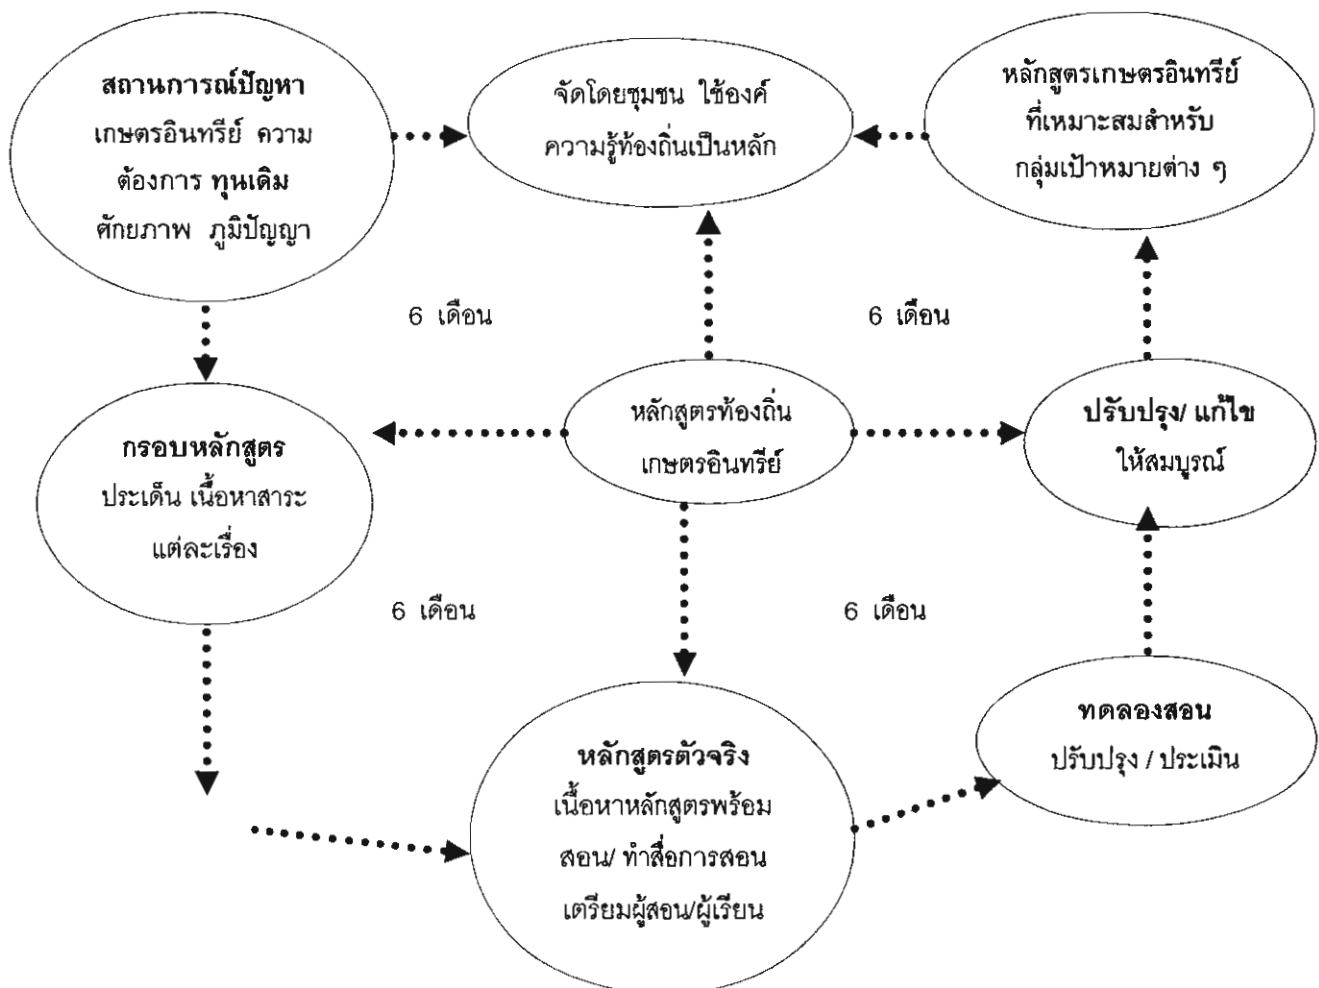 สถานการณ์ปัญหา
เกษตรอินทรีย์ ความ
ต้องการ ทุนเดิม
ศักยภาพ ภูมิปัญญา
จัดโดยชุมชน ใช้องค์
ความรู้ท้องถิ่นเป็นหลัก
หลักสูตรเกษตรอินทรีย์
ที่เหมาะสมสำหรับ
กลุ่มเป้าหมายต่าง ๆ
6 เดือน
6 เดือน
กรอบหลักสูตร
ประเด็น เนื้อหาสาระ
แต่ละเรื่อง
หลักสูตรท้องถิ่น
เกษตรอินทรีย์
ปรับปรุง/ แก้ไข
ให้สมบูรณ์
6 เดือน
6 เดือน
หลักสูตรตัวจริง
เนื้อหาหลักสูตรพร้อม
สอน/ ทำสื่อการสอน
เตรียมผู้สอน/ผู้เรียน
ทดลองสอน
ปรับปรุง / ประเมิน